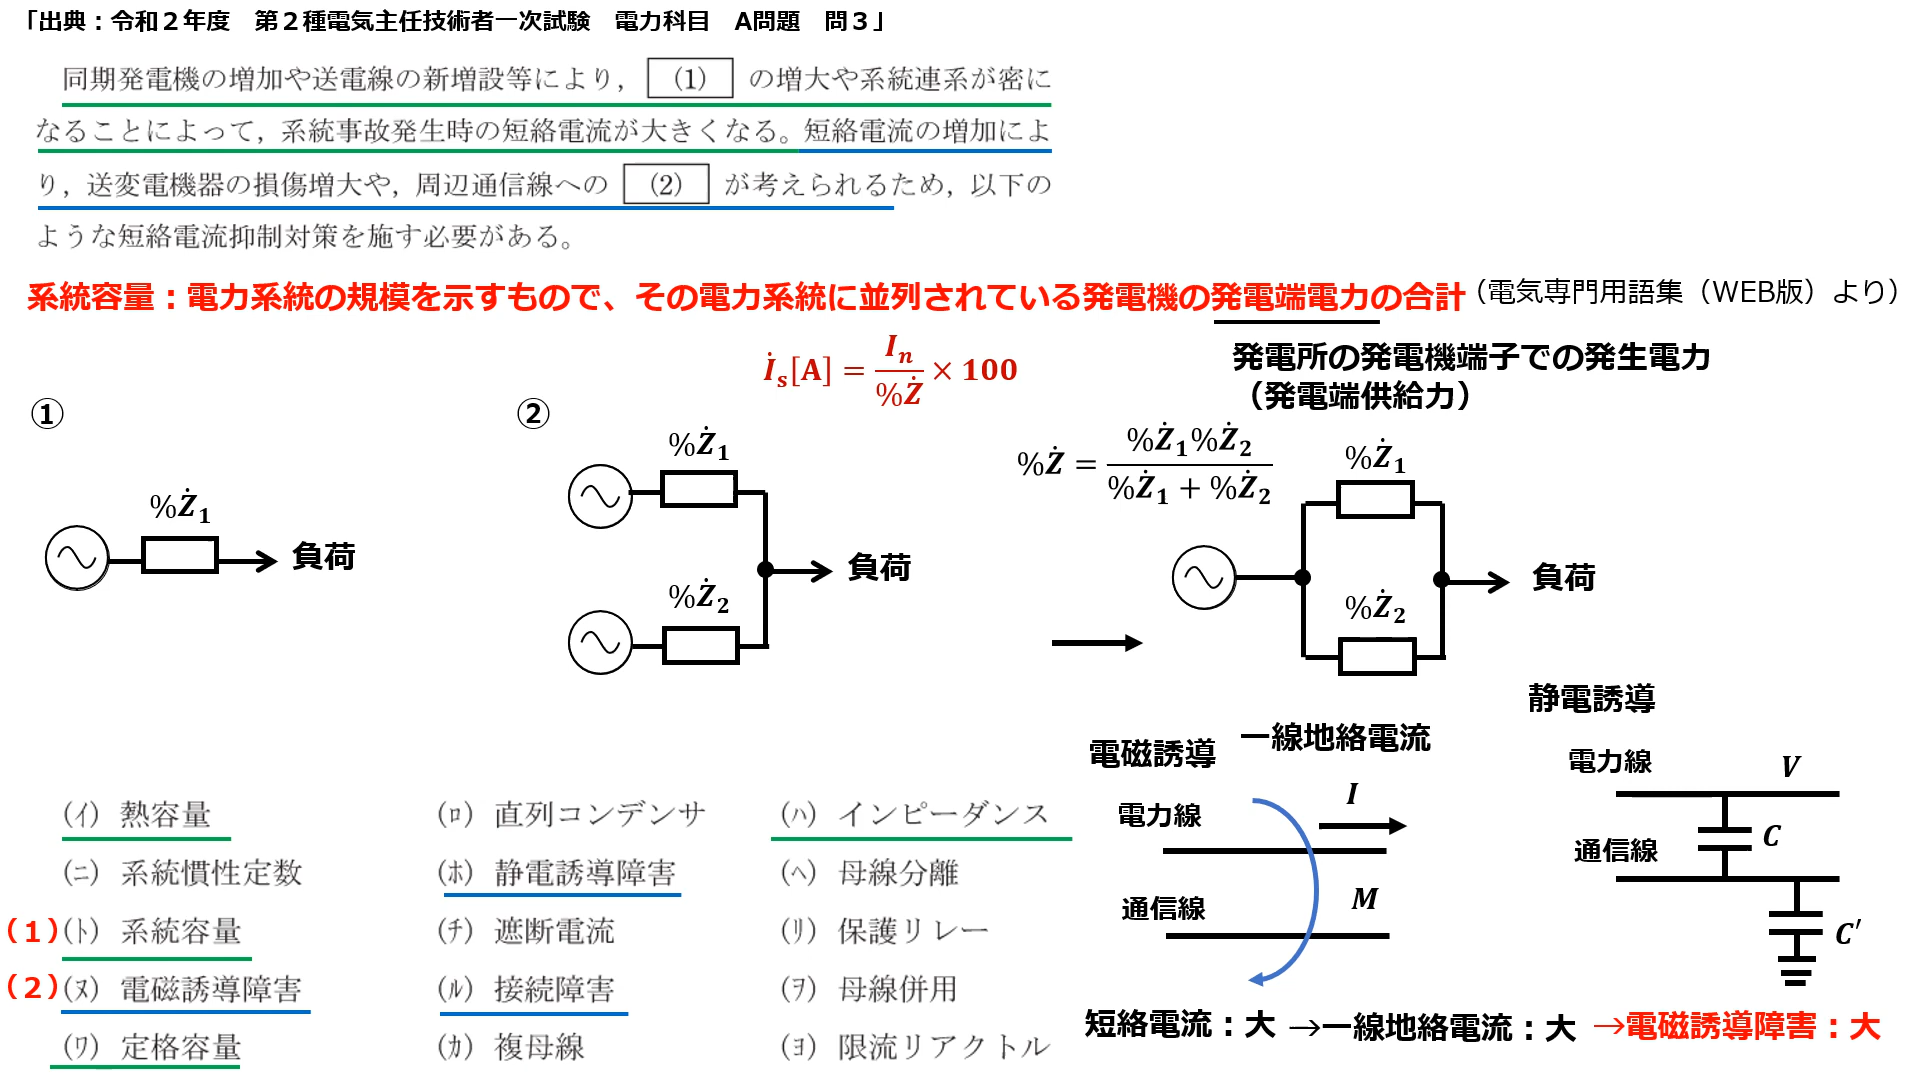 「出典：令和２年度　第２種電気主任技術者一次試験　電力科目　A問題　問３」
同期発電機の増加や送電線の新増設等により， (1) の増大や系統連系が密に
なることによって，系統事故発生時の短絡電流が大きくなる。短絡電流の増加によ
り，送変電機器の損傷増大や，周辺通信線への (2) が考えられるため，以下の
ような短絡電流抑制対策を施す必要がある。
系統容量：電力系統の規模を示すもので、その電力系統に並列されている発電機の発電端電力の合計（電気専門用語集（WEB版）より）
İs[A] = In / %Ż × 100
発電所の発電機端子での発生電力
（発電端供給力）
①
%Ż1
負荷
②
%Ż1
%Ż2
負荷
%Ż = %Ż1%Ż2 / %Ż1 + %Ż2
%Ż1
%Ż2
負荷
(イ) 熱容量
(ロ) 直列コンデンサ
(ハ) インピーダンス
(ニ) 系統慣性定数
(ホ) 静電誘導障害
(ヘ) 母線分離
（1）(ト) 系統容量
(チ) 遮断電流
(リ) 保護リレー
（2）(ヌ) 電磁誘導障害
(ル) 接続障害
(ヲ) 母線併用
(ワ) 定格容量
(カ) 複母線
(ヨ) 限流リアクトル
電磁誘導
一線地絡電流
電力線
I
通信線
M
静電誘導
電力線
V
通信線
C
C′
短絡電流：大 →一線地絡電流：大 →電磁誘導障害：大